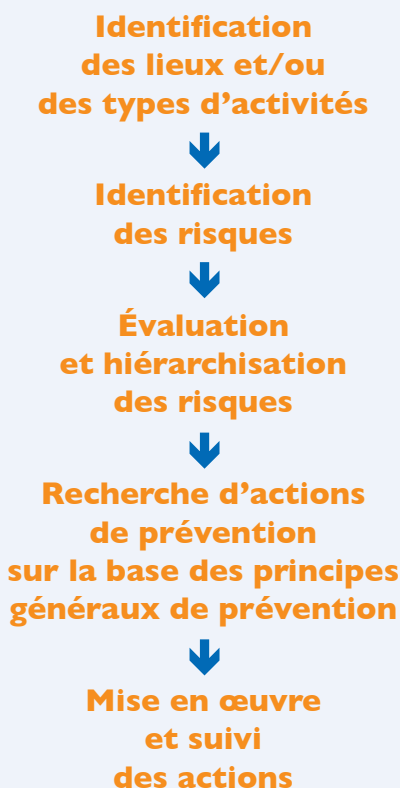 Identification
des lieux et/ou
des types d’activités
Identification
des risques
Évaluation
et hiérarchisation
des risques
Recherche d’actions
de prévention
sur la base des principes
généraux de prévention
Mise en œuvre
et suivi
des actions